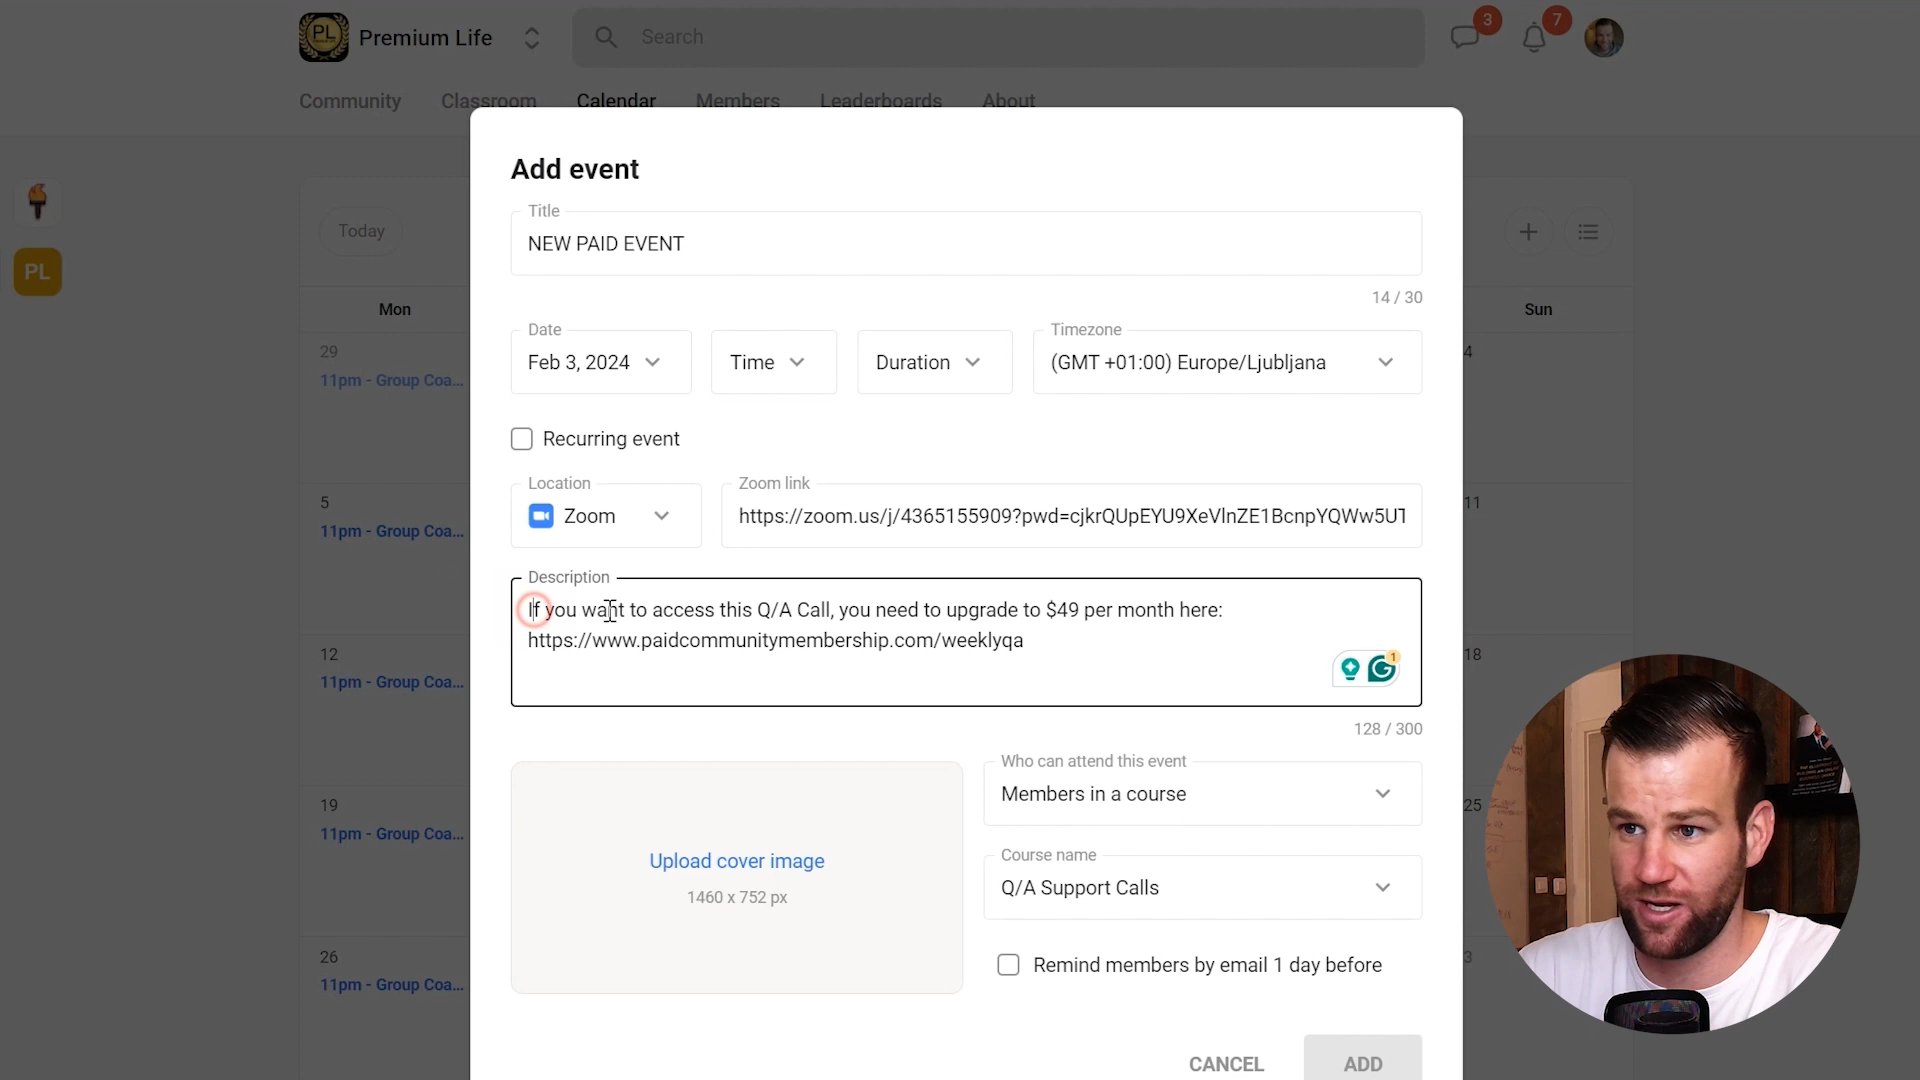 PL
Premium Life
Search
3
7
Community
Classroom
Calendar
Members
Leaderboards
About
PL
Today
Mon
Sun
29
11pm - Group Coa...
5
11pm - Group Coa...
12
11pm - Group Coa...
19
11pm - Group Coa...
26
11pm - Group Coa...
4
11
18
25
3
Add event
Title
NEW PAID EVENT
14 / 30
Date
Feb 3, 2024
Time
Duration
Timezone
(GMT +01:00) Europe/Ljubljana
Recurring event
Location
Zoom
Zoom link
https://zoom.us/j/4365155909?pwd=cjkrQUpEYU9XeVlnZE1BcnpYQWw5UT
Description
If you want to access this Q/A Call, you need to upgrade to $49 per month here:
https://www.paidcommunitymembership.com/weeklyqa
1
128 / 300
Upload cover image
1460 x 752 px
Who can attend this event
Members in a course
Course name
Q/A Support Calls
Remind members by email 1 day before
CANCEL
ADD